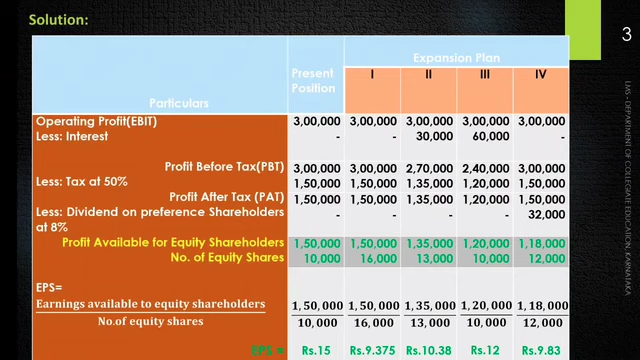 Solution:
3
Particulars
Present Position
Expansion Plan
I II III IV
Operating Profit(EBIT) 3,00,000 3,00,000 3,00,000 3,00,000 3,00,000
Less: Interest - - 30,000 60,000 -
Profit Before Tax(PBT) 3,00,000 3,00,000 2,70,000 2,40,000 3,00,000
Less: Tax at 50% 1,50,000 1,50,000 1,35,000 1,20,000 1,50,000
Profit After Tax (PAT) 1,50,000 1,50,000 1,35,000 1,20,000 1,50,000
Less: Dividend on preference Shareholders - - - - 32,000
at 8%
Profit Available for Equity Shareholders 1,50,000 1,50,000 1,35,000 1,20,000 1,18,000
No. of Equity Shares 10,000 16,000 13,000 10,000 12,000
EPS=
Earnings available to equity shareholders 1,50,000 1,50,000 1,35,000 1,20,000 1,18,000
No.of equity shares 10,000 16,000 13,000 10,000 12,000
EPS = Rs.15 Rs.9.375 Rs.10.38 Rs.12 Rs.9.83
LMS - DEPARTMENT OF COLLEGIATE EDUCATION, KARNATAKA